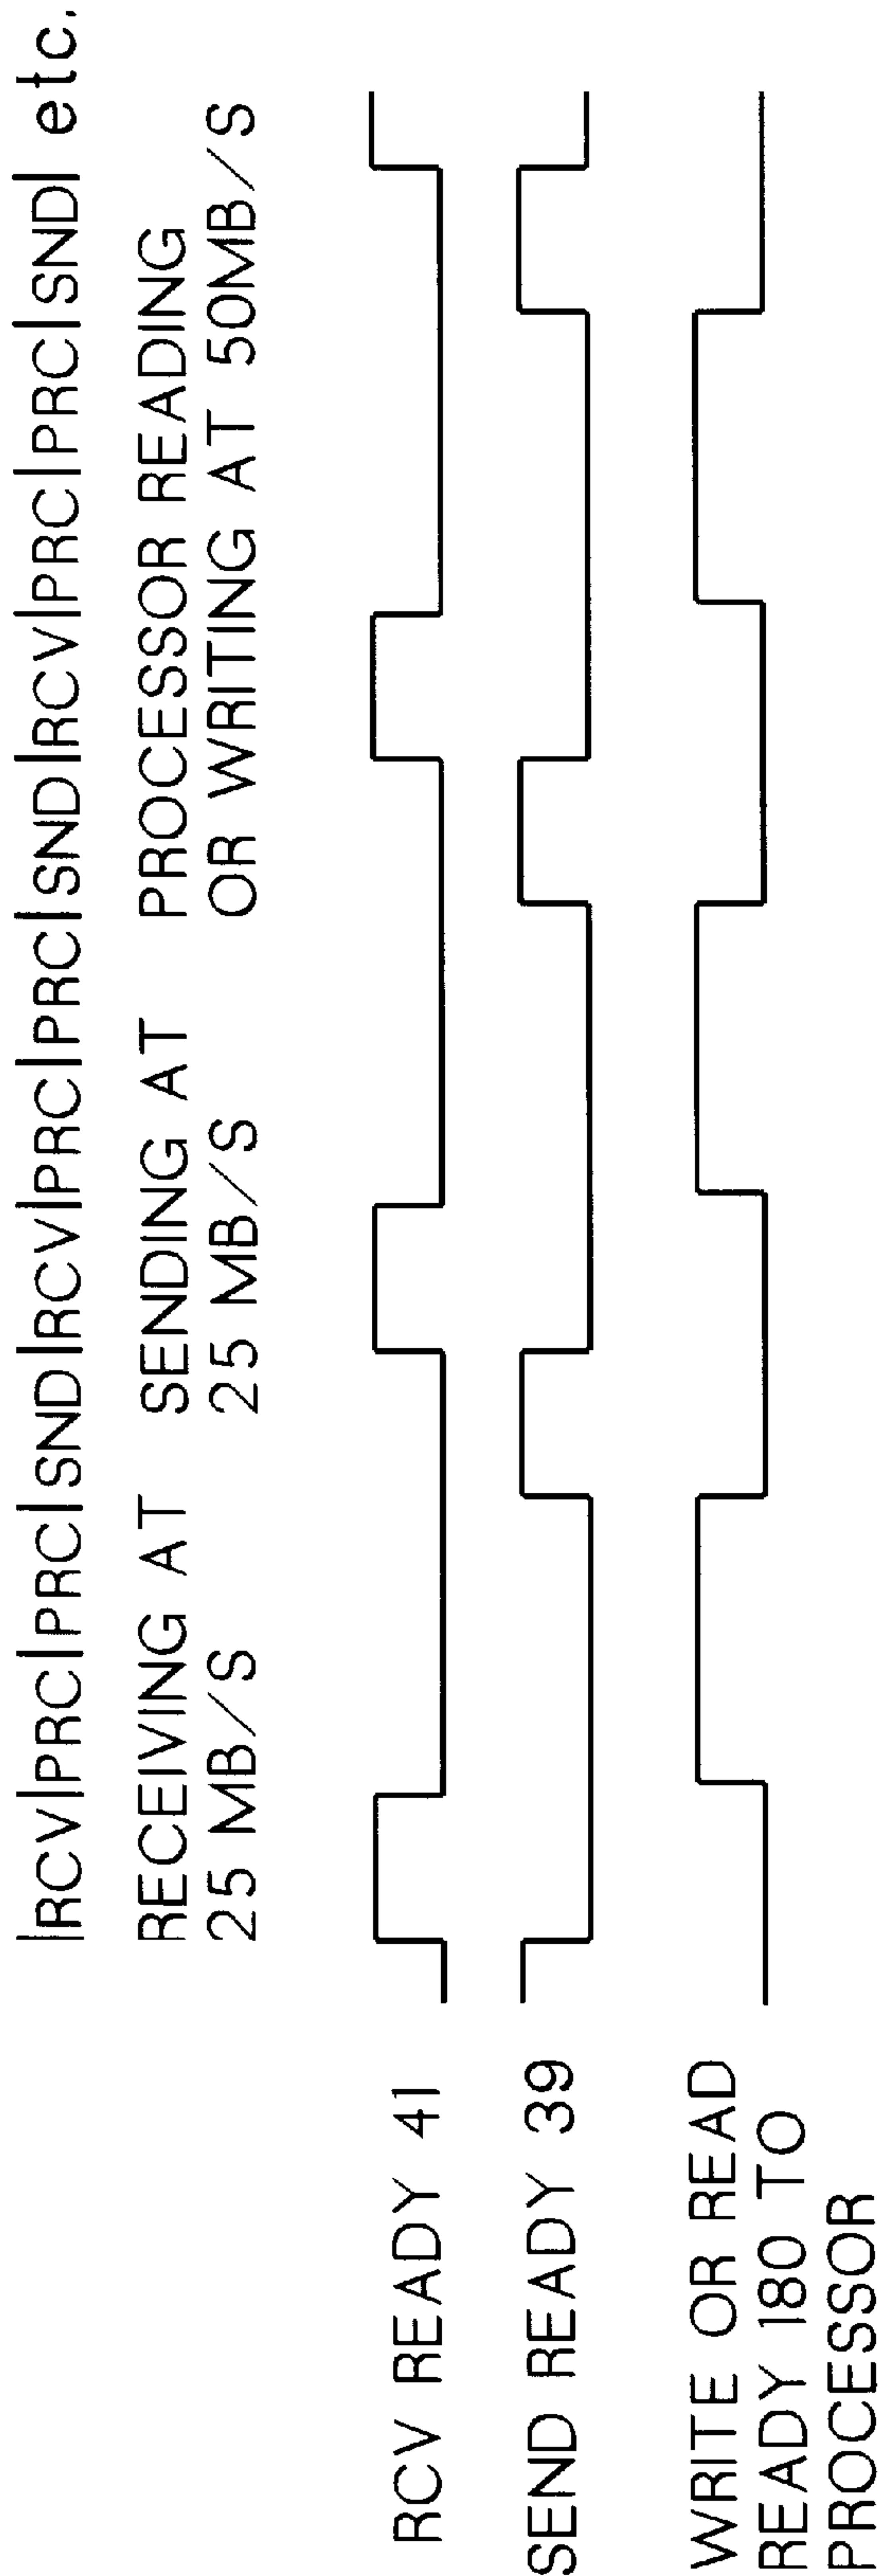 |RCV|PRC|PRC|SND|RCV|PRC|PRC|SND|RCV|PRC|PRC|SND| etc.
RECEIVING AT
25 MB/S
SENDING AT
25 MB/S
PROCESSOR READING
OR WRITING AT 50MB/S
RCV READY 41
SEND READY 39
WRITE OR READ
READY 180 TO
PROCESSOR